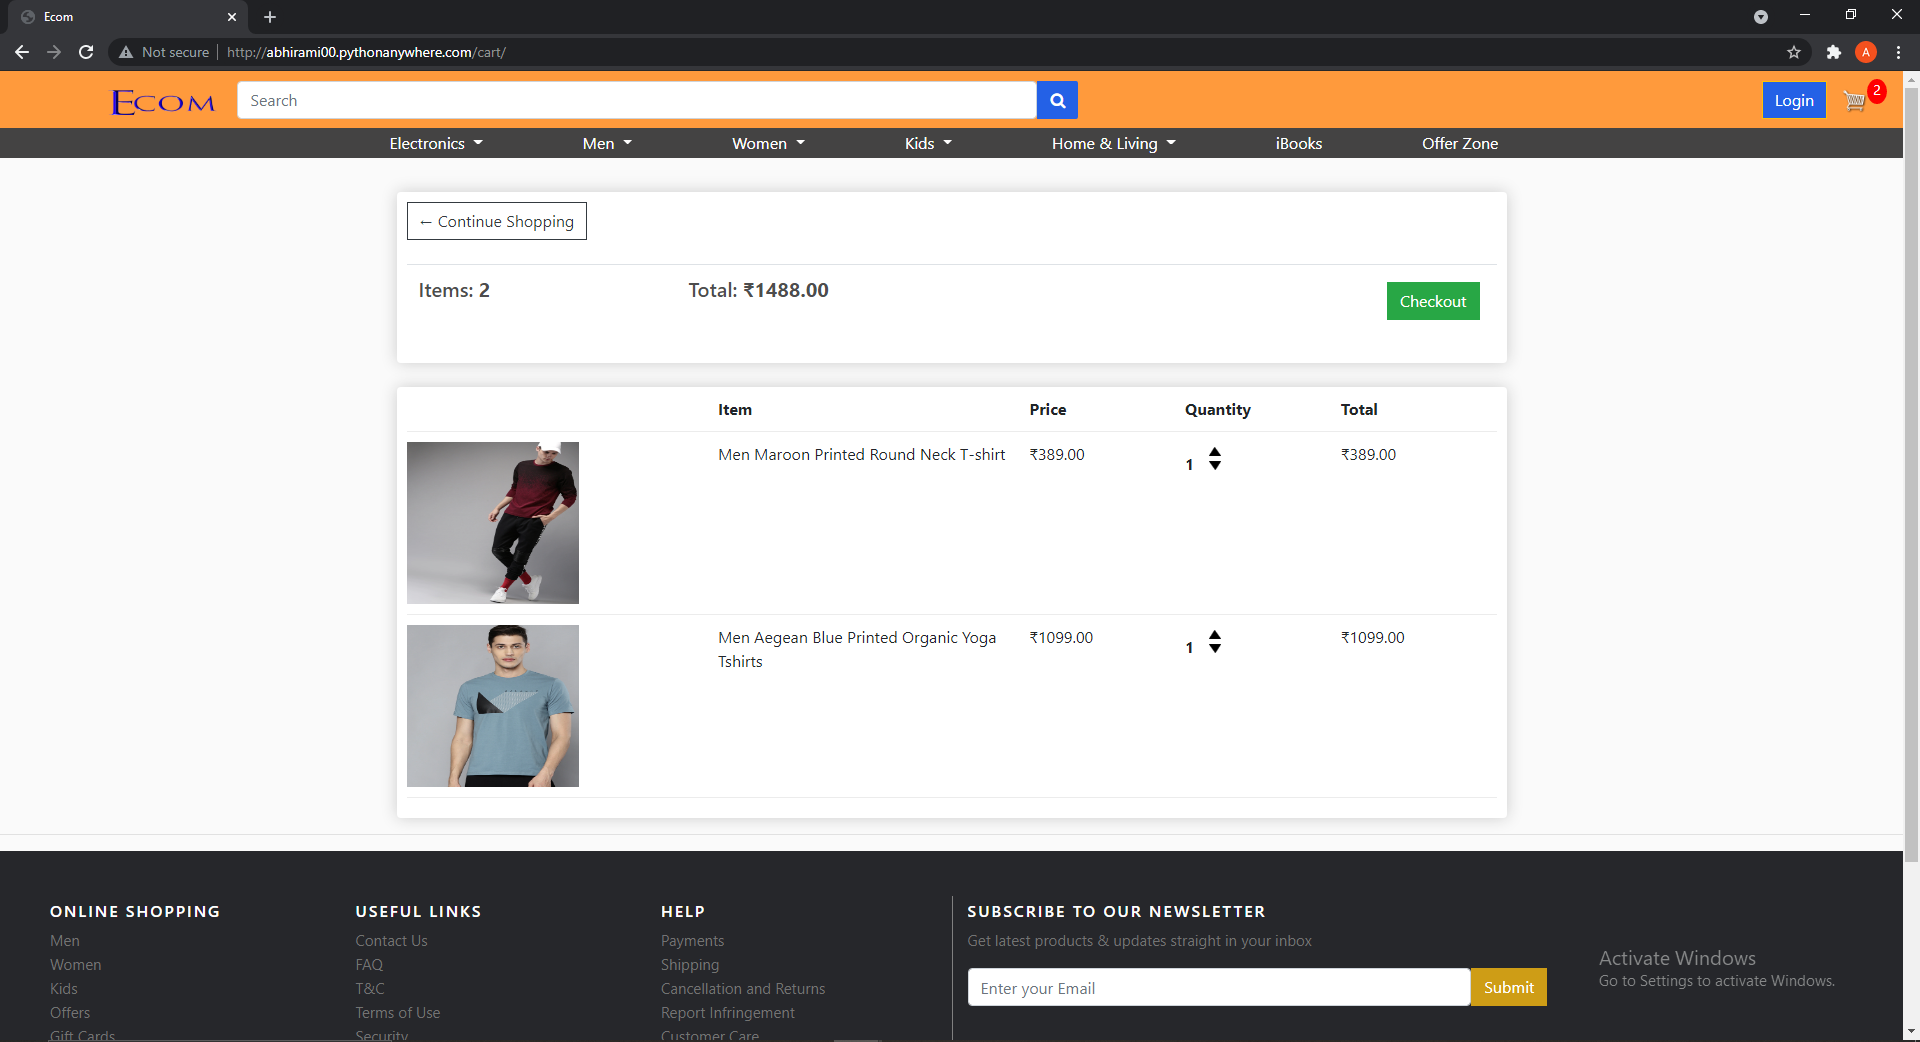 Ecom
Not secure http://abhirami00.pythonanywhere.com/cart/
A
ECOM
Search
Login
2
Electronics Men Women Kids Home & Living iBooks Offer Zone
← Continue Shopping
Items: 2 Total: ₹1488.00
Checkout
Item Price Quantity Total
Men Maroon Printed Round Neck T-shirt ₹389.00 1 ₹389.00
Men Aegean Blue Printed Organic Yoga
Tshirts
₹1099.00 1 ₹1099.00
ONLINE SHOPPING
Men
Women
Kids
Offers
Gift Cards
USEFUL LINKS
Contact Us
FAQ
T&C
Terms of Use
Security
HELP
Payments
Shipping
Cancellation and Returns
Report Infringement
Customer Care
SUBSCRIBE TO OUR NEWSLETTER
Get latest products & updates straight in your inbox
Enter your Email
Submit
Activate Windows
Go to Settings to activate Windows.